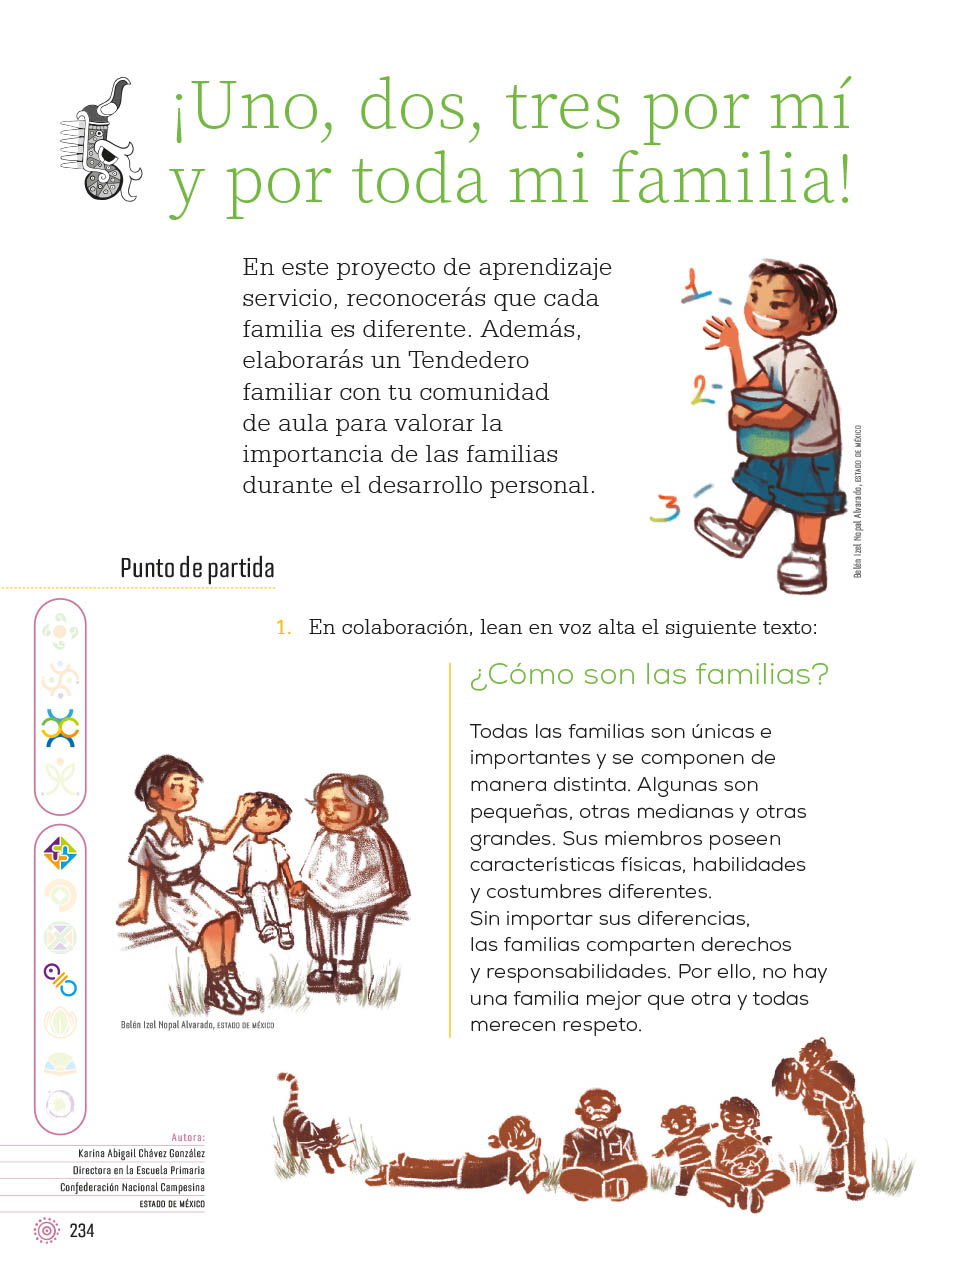 ¡Uno, dos, tres por mí
y por toda mi familia!
En este proyecto de aprendizaje
servicio, reconocerás que cada
familia es diferente. Además,
elaborarás un Tendedero
familiar con tu comunidad
de aula para valorar la
importancia de las familias
durante el desarrollo personal.
1
2
3
Belén Izel Nopal Alvarado, ESTADO DE MÉXICO
Punto de partida
1. En colaboración, lean en voz alta el siguiente texto:
¿Cómo son las familias?
Todas las familias son únicas e
importantes y se componen de
manera distinta. Algunas son
pequeñas, otras medianas y otras
grandes. Sus miembros poseen
características físicas, habilidades
y costumbres diferentes.
Sin importar sus diferencias,
las familias comparten derechos
y responsabilidades. Por ello, no hay
una familia mejor que otra y todas
merecen respeto.
Belén Izel Nopal Alvarado, ESTADO DE MÉXICO
Autora:
Karina Abigail Chávez González
Directora en la Escuela Primaria
Confederación Nacional Campesina
ESTADO DE MÉXICO
234